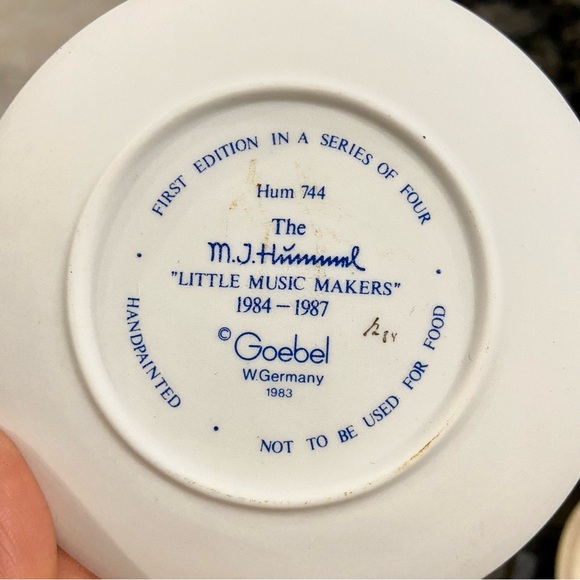 FIRST EDITION IN A SERIES OF FOUR
Hum 744
The
M.J.Hummel
"LITTLE MUSIC MAKERS"
1984 – 1987
© Goebel
W.Germany
1983
HANDPAINTED
NOT TO BE USED FOR FOOD